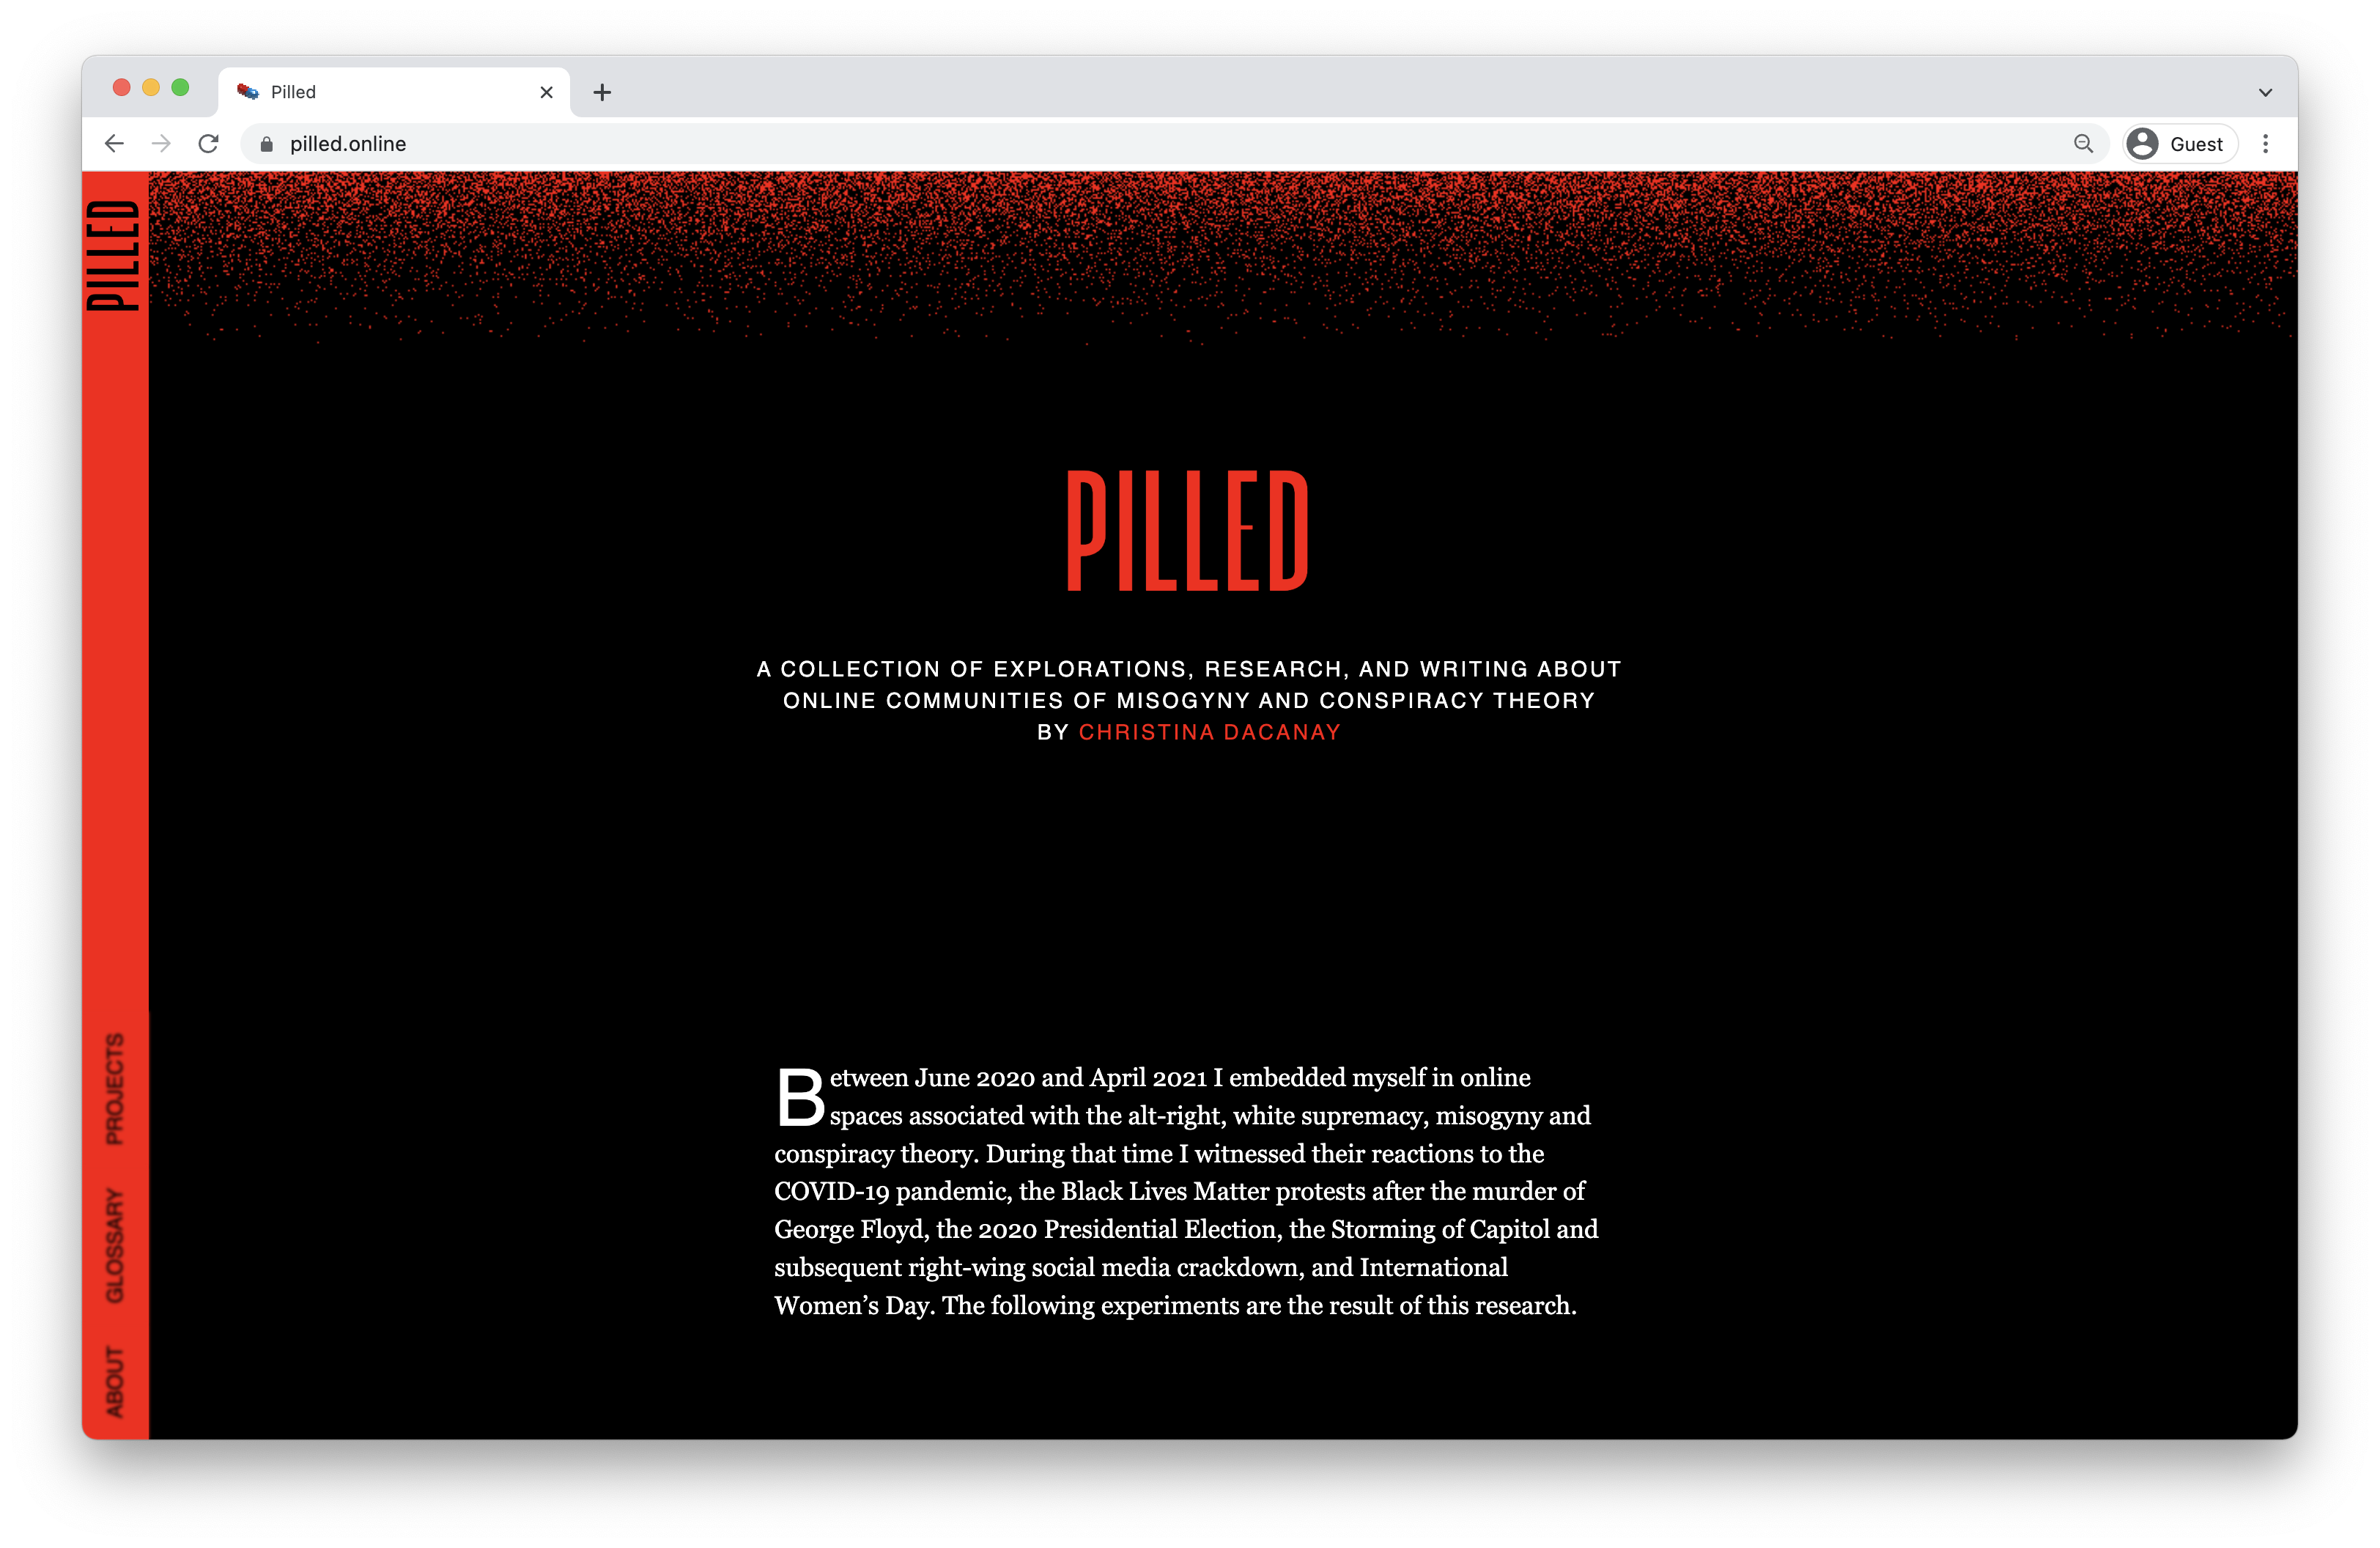 Pilled
pilled.online
Guest
PILLED
PILLED
A COLLECTION OF EXPLORATIONS, RESEARCH, AND WRITING ABOUT
ONLINE COMMUNITIES OF MISOGYNY AND CONSPIRACY THEORY
BY CHRISTINA DACANAY
Between June 2020 and April 2021 I embedded myself in online
spaces associated with the alt-right, white supremacy, misogyny and
conspiracy theory. During that time I witnessed their reactions to the
COVID-19 pandemic, the Black Lives Matter protests after the murder of
George Floyd, the 2020 Presidential Election, the Storming of Capitol and
subsequent right-wing social media crackdown, and International
Women’s Day. The following experiments are the result of this research.
PROJECTS
GLOSSARY
ABOUT